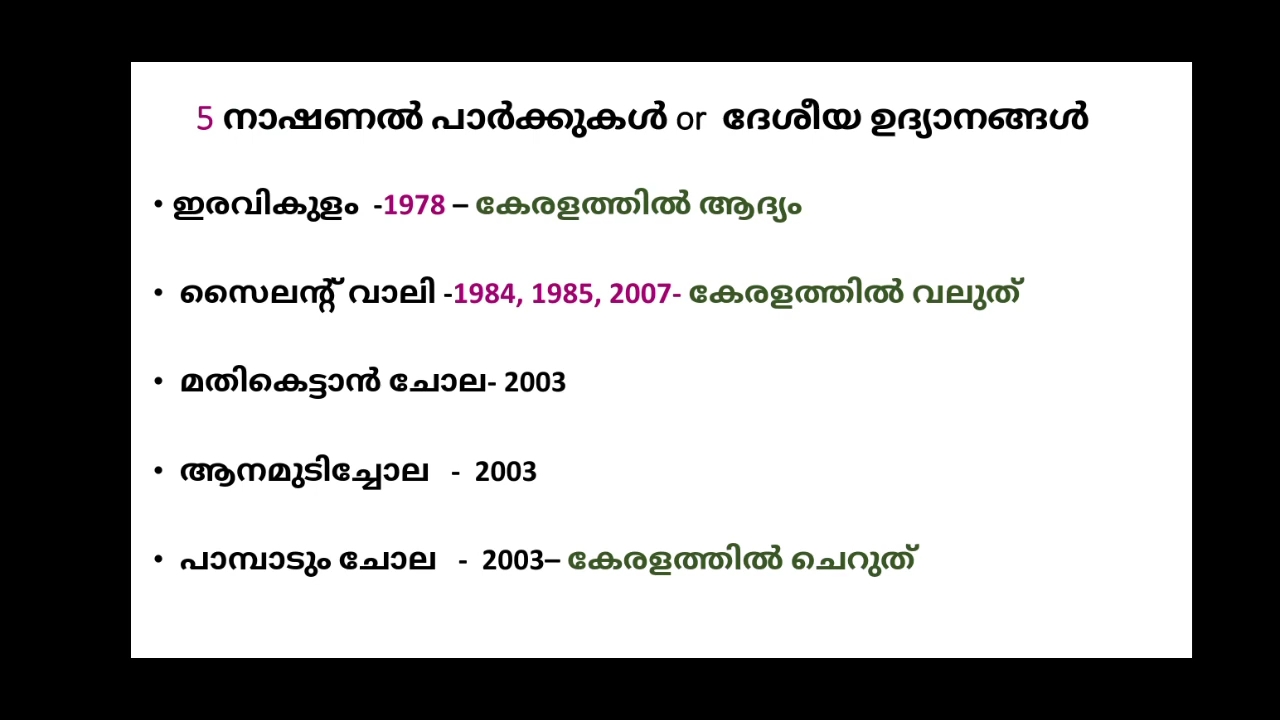 5 നാഷണൽ പാർക്കുകൾ or ദേശീയ ഉദ്യാനങ്ങൾ
• ഇരവികുളം -1978 – കേരളത്തിൽ ആദ്യം
• സൈലന്റ് വാലി -1984, 1985, 2007- കേരളത്തിൽ വലുത്
• മതികെട്ടാൻ ചോല- 2003
• ആനമുടിച്ചോല - 2003
• പാമ്പാടും ചോല - 2003– കേരളത്തിൽ ചെറുത്